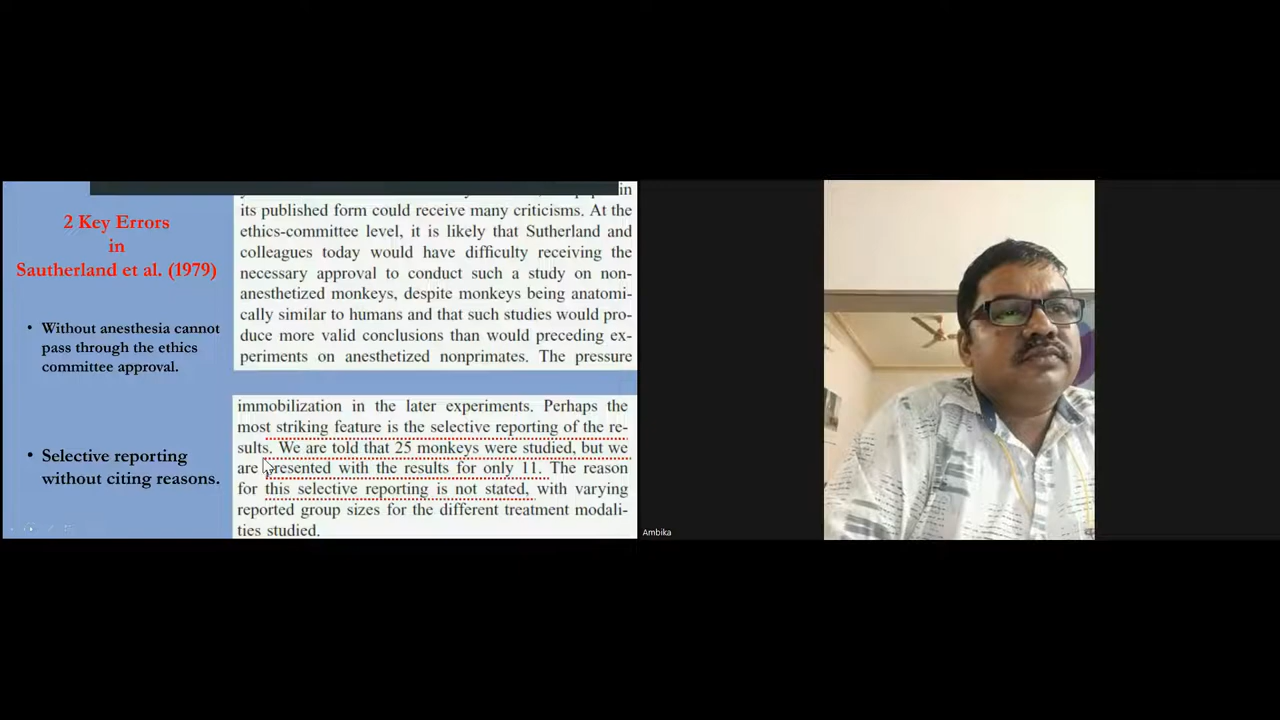 2 Key Errors
in
Sautherland et al. (1979)
• Without anesthesia cannot
pass through the ethics
committee approval.
• Selective reporting
without citing reasons.
in
its published form could receive many criticisms. At the
ethics-committee level, it is likely that Sutherland and
colleagues today would have difficulty receiving the
necessary approval to conduct such a study on non-
anesthetized monkeys, despite monkeys being anatomi-
cally similar to humans and that such studies would pro-
duce more valid conclusions than would preceding ex-
periments on anesthetized nonprimates. The pressure
immobilization in the later experiments. Perhaps the
most striking feature is the selective reporting of the re-
sults. We are told that 25 monkeys were studied, but we
are presented with the results for only 11. The reason
for this selective reporting is not stated, with varying
reported group sizes for the different treatment modali-
ties studied.
Ambika